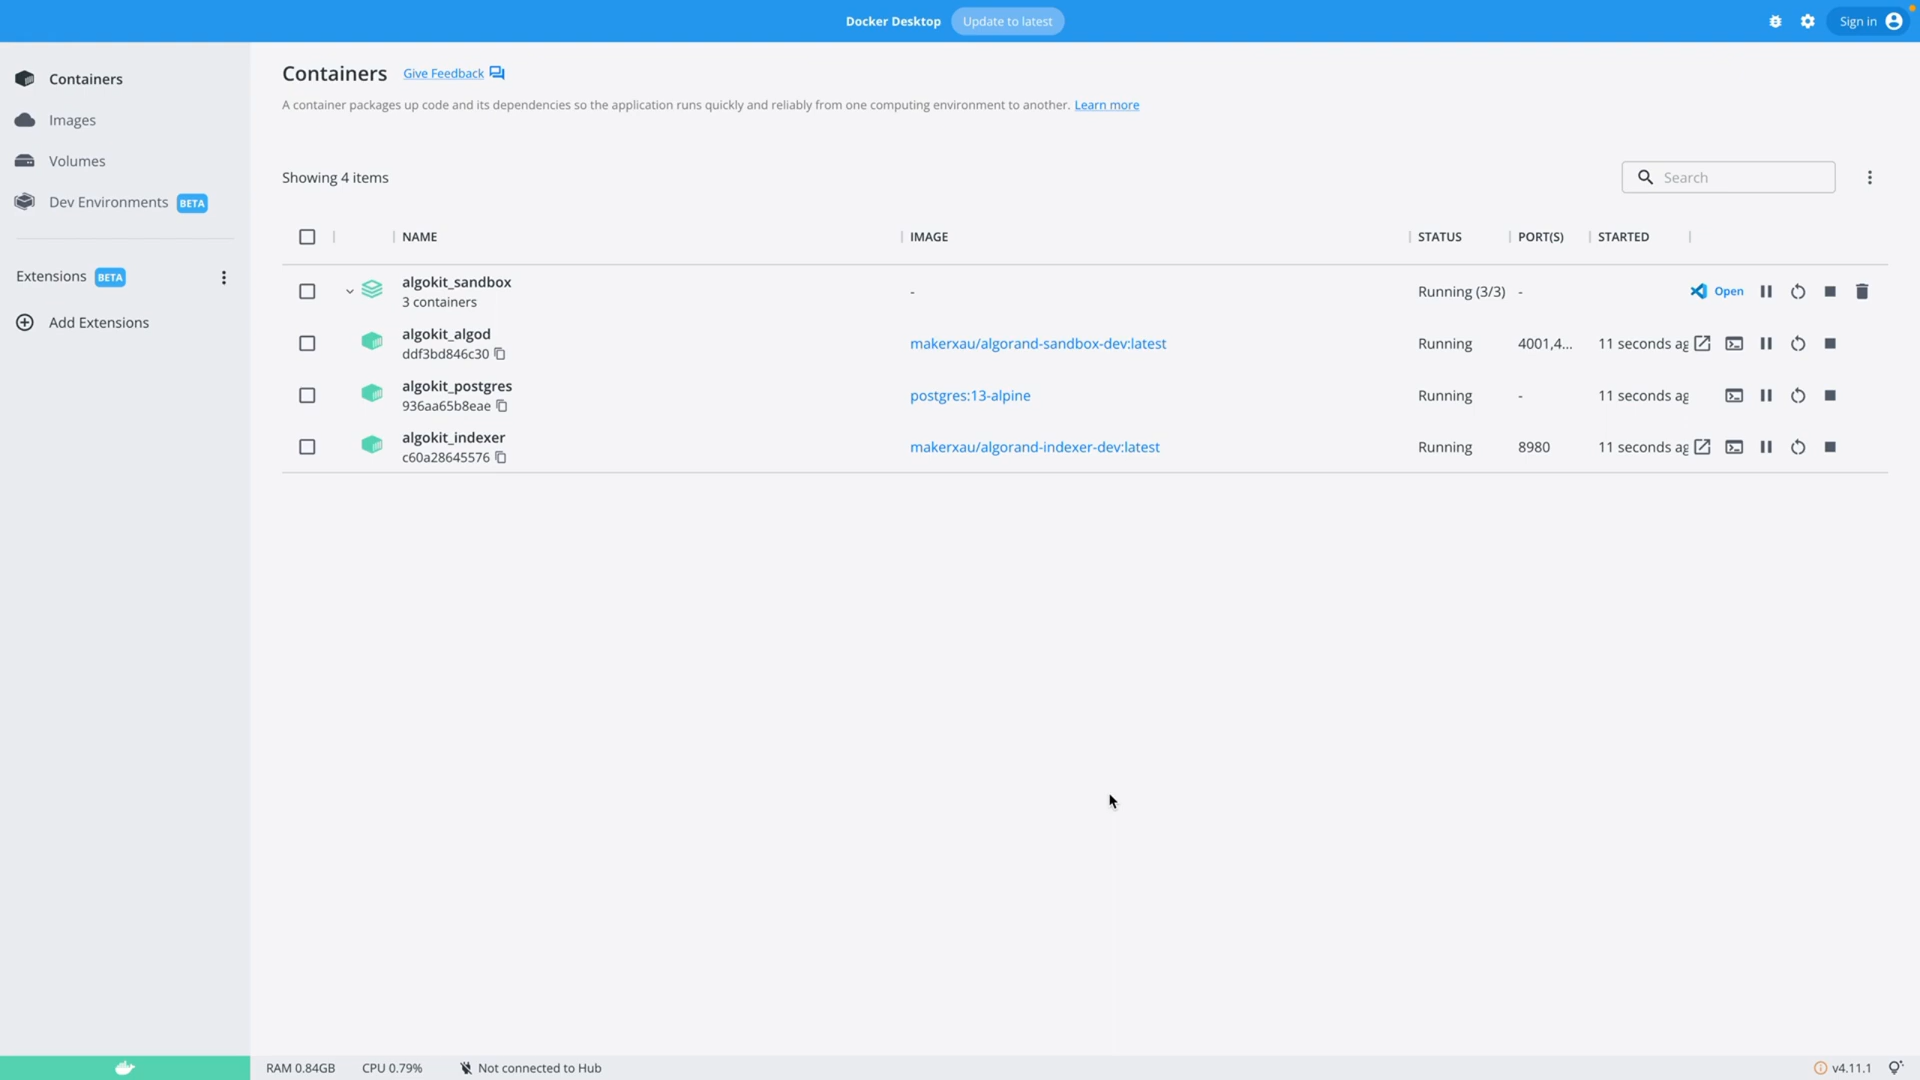 Docker Desktop Update to latest Sign in
Containers
Images
Volumes
Dev Environments BETA
Extensions BETA
Add Extensions
Containers Give Feedback
A container packages up code and its dependencies so the application runs quickly and reliably from one computing environment to another. Learn more
Showing 4 items Search
NAME IMAGE STATUS PORT(S) STARTED
algokit_sandbox - Running (3/3) - Open
3 containers
algokit_algod makerxau/algorand-sandbox-dev:latest Running 4001,4... 11 seconds ag
ddf3bd846c30
algokit_postgres postgres:13-alpine Running - 11 seconds ag
936aa65b8eae
algokit_indexer makerxau/algorand-indexer-dev:latest Running 8980 11 seconds ag
c60a28645576
RAM 0.84GB CPU 0.79% Not connected to Hub v4.11.1